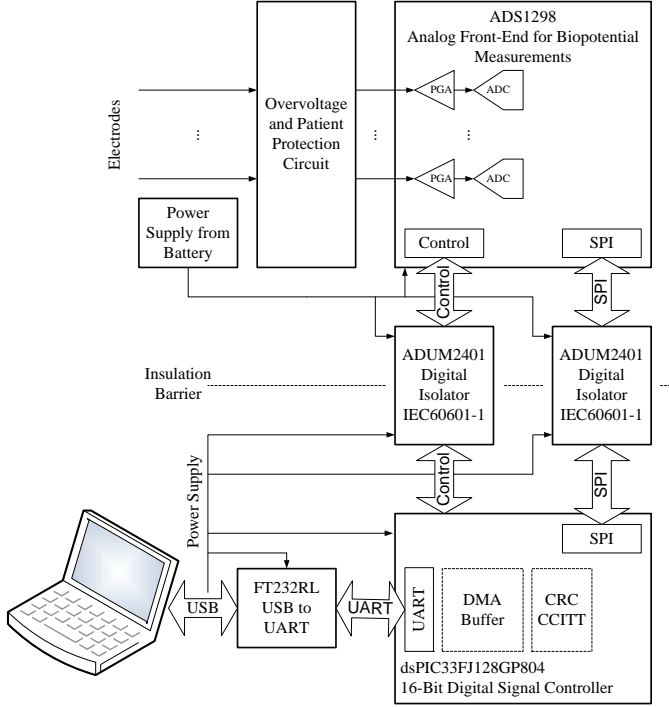 ADS1298
Analog Front-End for Biopotential
Measurements
Electrodes
...
Overvoltage
and Patient
Protection
Circuit
...
PGA
ADC
...
PGA
ADC
Power
Supply from
Battery
Control
SPI
Control
SPI
Insulation
Barrier
ADUM2401
Digital
Isolator
IEC60601-1
ADUM2401
Digital
Isolator
IEC60601-1
Power Supply
Control
SPI
SPI
USB
FT232RL
USB to
UART
UART
UART
DMA
Buffer
CRC
CCITT
dsPIC33FJ128GP804
16-Bit Digital Signal Controller